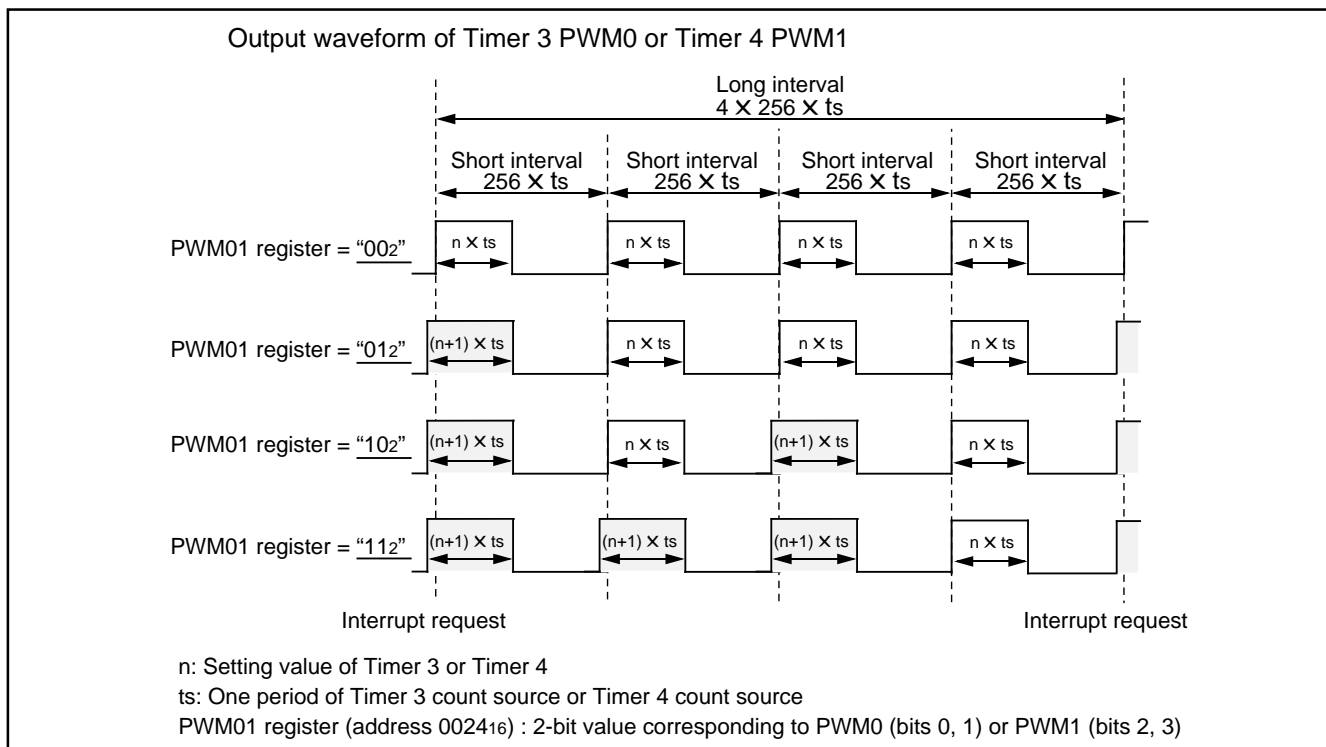 Output waveform of Timer 3 PWM0 or Timer 4 PWM1
Long interval
4 × 256 × ts
Short interval Short interval Short interval Short interval
256 × ts 256 × ts 256 × ts 256 × ts
PWM01 register = “002” n × ts n × ts n × ts n × ts
PWM01 register = “012” (n+1) × ts n × ts n × ts n × ts
PWM01 register = “102” (n+1) × ts n × ts (n+1) × ts n × ts
PWM01 register = “112” (n+1) × ts (n+1) × ts (n+1) × ts n × ts
Interrupt request Interrupt request
n: Setting value of Timer 3 or Timer 4
ts: One period of Timer 3 count source or Timer 4 count source
PWM01 register (address 002416) : 2-bit value corresponding to PWM0 (bits 0, 1) or PWM1 (bits 2, 3)